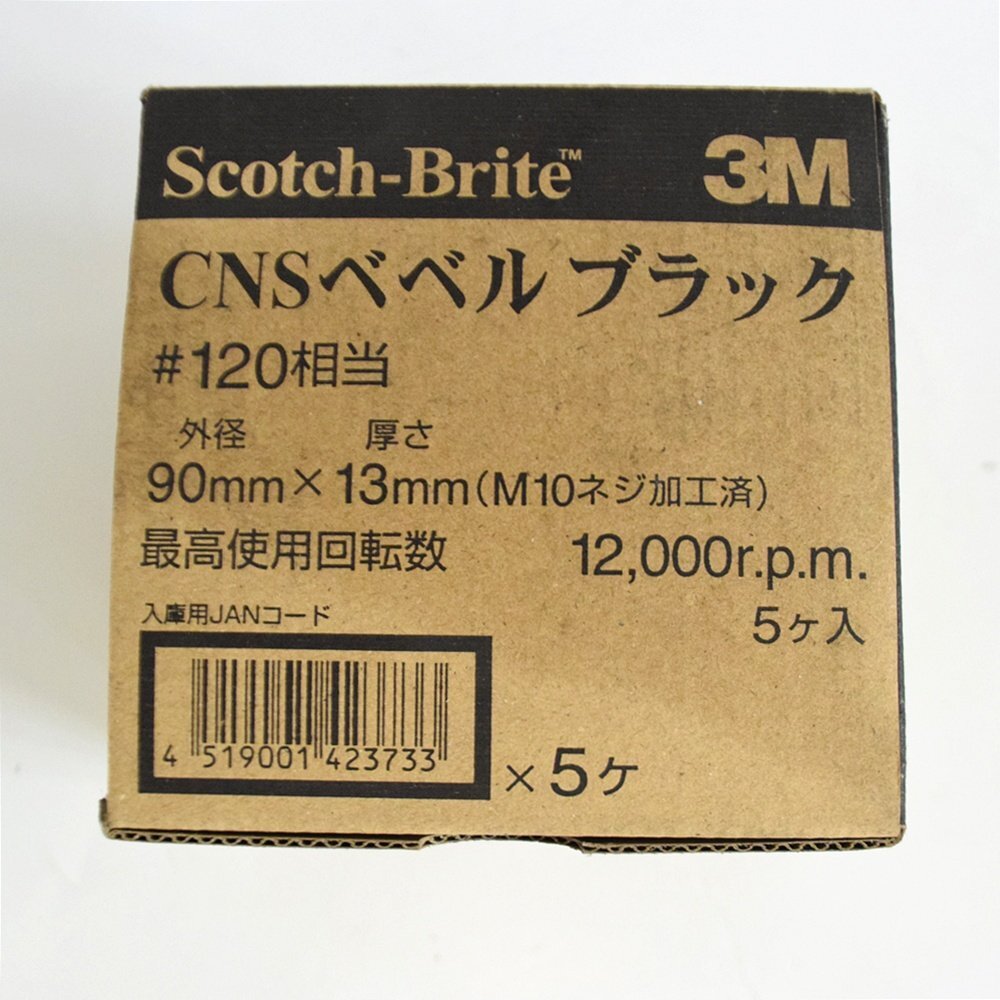 Scotch-Brite™ 3M
CNSベベル ブラック
#120相当
外径 厚さ
90mm×13mm(M10ネジ加工済)
最高使用回転数 12,000r.p.m.
5ヶ入
入庫用JANコード
4 519001 423733
×5ヶ